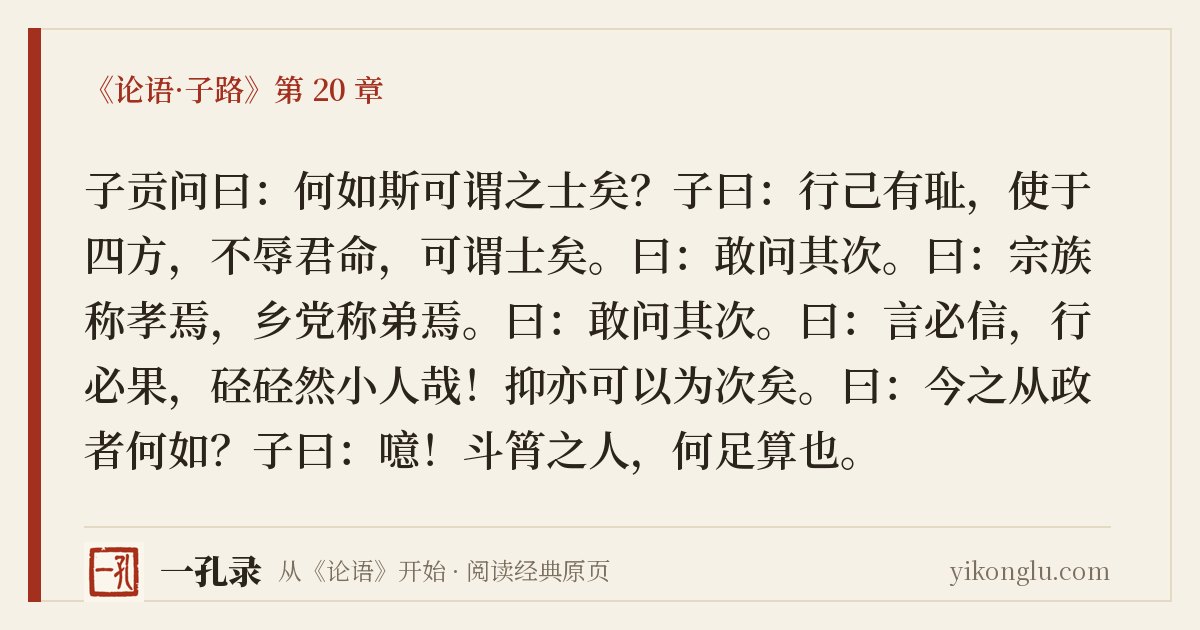 《论语·子路》第 20 章
子贡问曰：何如斯可谓之士矣？子曰：行己有耻，使于
四方，不辱君命，可谓士矣。曰：敢问其次。曰：宗族
称孝焉，乡党称弟焉。曰：敢问其次。曰：言必信，行
必果，硁硁然小人哉！抑亦可以为次矣。曰：今之从政
者何如？子曰：噫！斗筲之人，何足算也。
一孔
一孔录
从《论语》开始 · 阅读经典原页
yikonglu.com